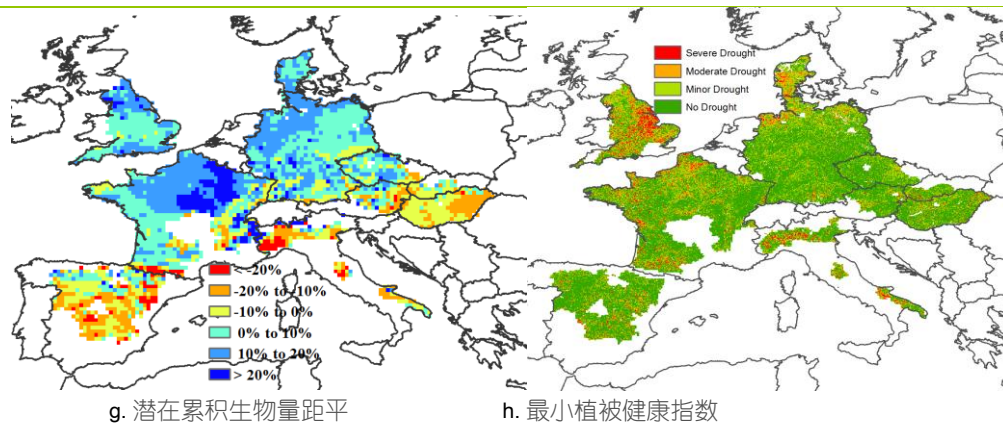 Severe Drought
Moderate Drought
Minor Drought
No Drought
< -20%
-20% to -10%
-10% to 0%
0% to 10%
10% to 20%
> 20%
g. 潜在累积生物量距平
h. 最小植被健康指数